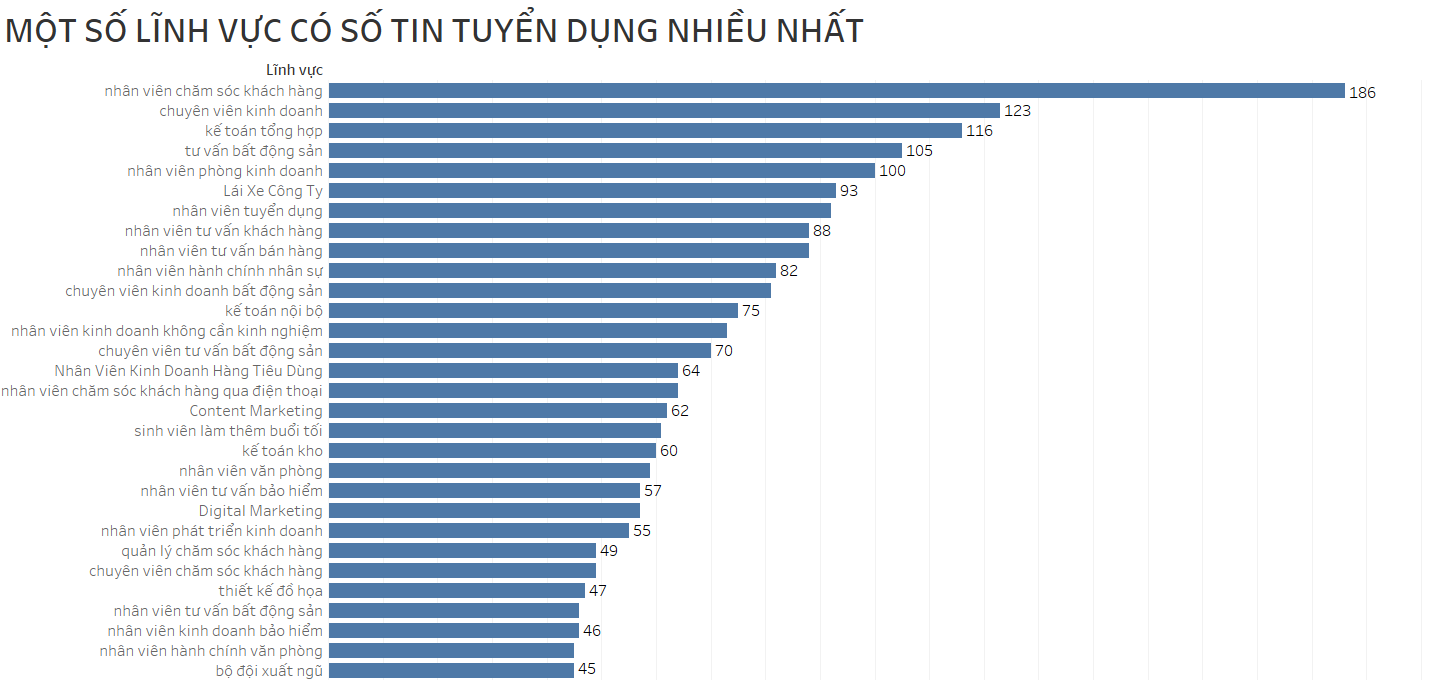 MỘT SỐ LĨNH VỰC CÓ SỐ TIN TUYỂN DỤNG NHIỀU NHẤT
Lĩnh vực
nhân viên chăm sóc khách hàng 186
chuyên viên kinh doanh 123
kế toán tổng hợp 116
tư vấn bất động sản 105
nhân viên phòng kinh doanh 100
Lái Xe Công Ty 93
nhân viên tuyển dụng
nhân viên tư vấn khách hàng 88
nhân viên tư vấn bán hàng
nhân viên hành chính nhân sự 82
chuyên viên kinh doanh bất động sản
kế toán nội bộ 75
nhân viên kinh doanh không cần kinh nghiệm
chuyên viên tư vấn bất động sản 70
Nhân Viên Kinh Doanh Hàng Tiêu Dùng 64
nhân viên chăm sóc khách hàng qua điện thoại
Content Marketing 62
sinh viên làm thêm buổi tối
kế toán kho 60
nhân viên văn phòng
nhân viên tư vấn bảo hiểm 57
Digital Marketing
nhân viên phát triển kinh doanh 55
quản lý chăm sóc khách hàng 49
chuyên viên chăm sóc khách hàng
thiết kế đồ họa 47
nhân viên tư vấn bất động sản
nhân viên kinh doanh bảo hiểm 46
nhân viên hành chính văn phòng
bộ đội xuất ngũ 45